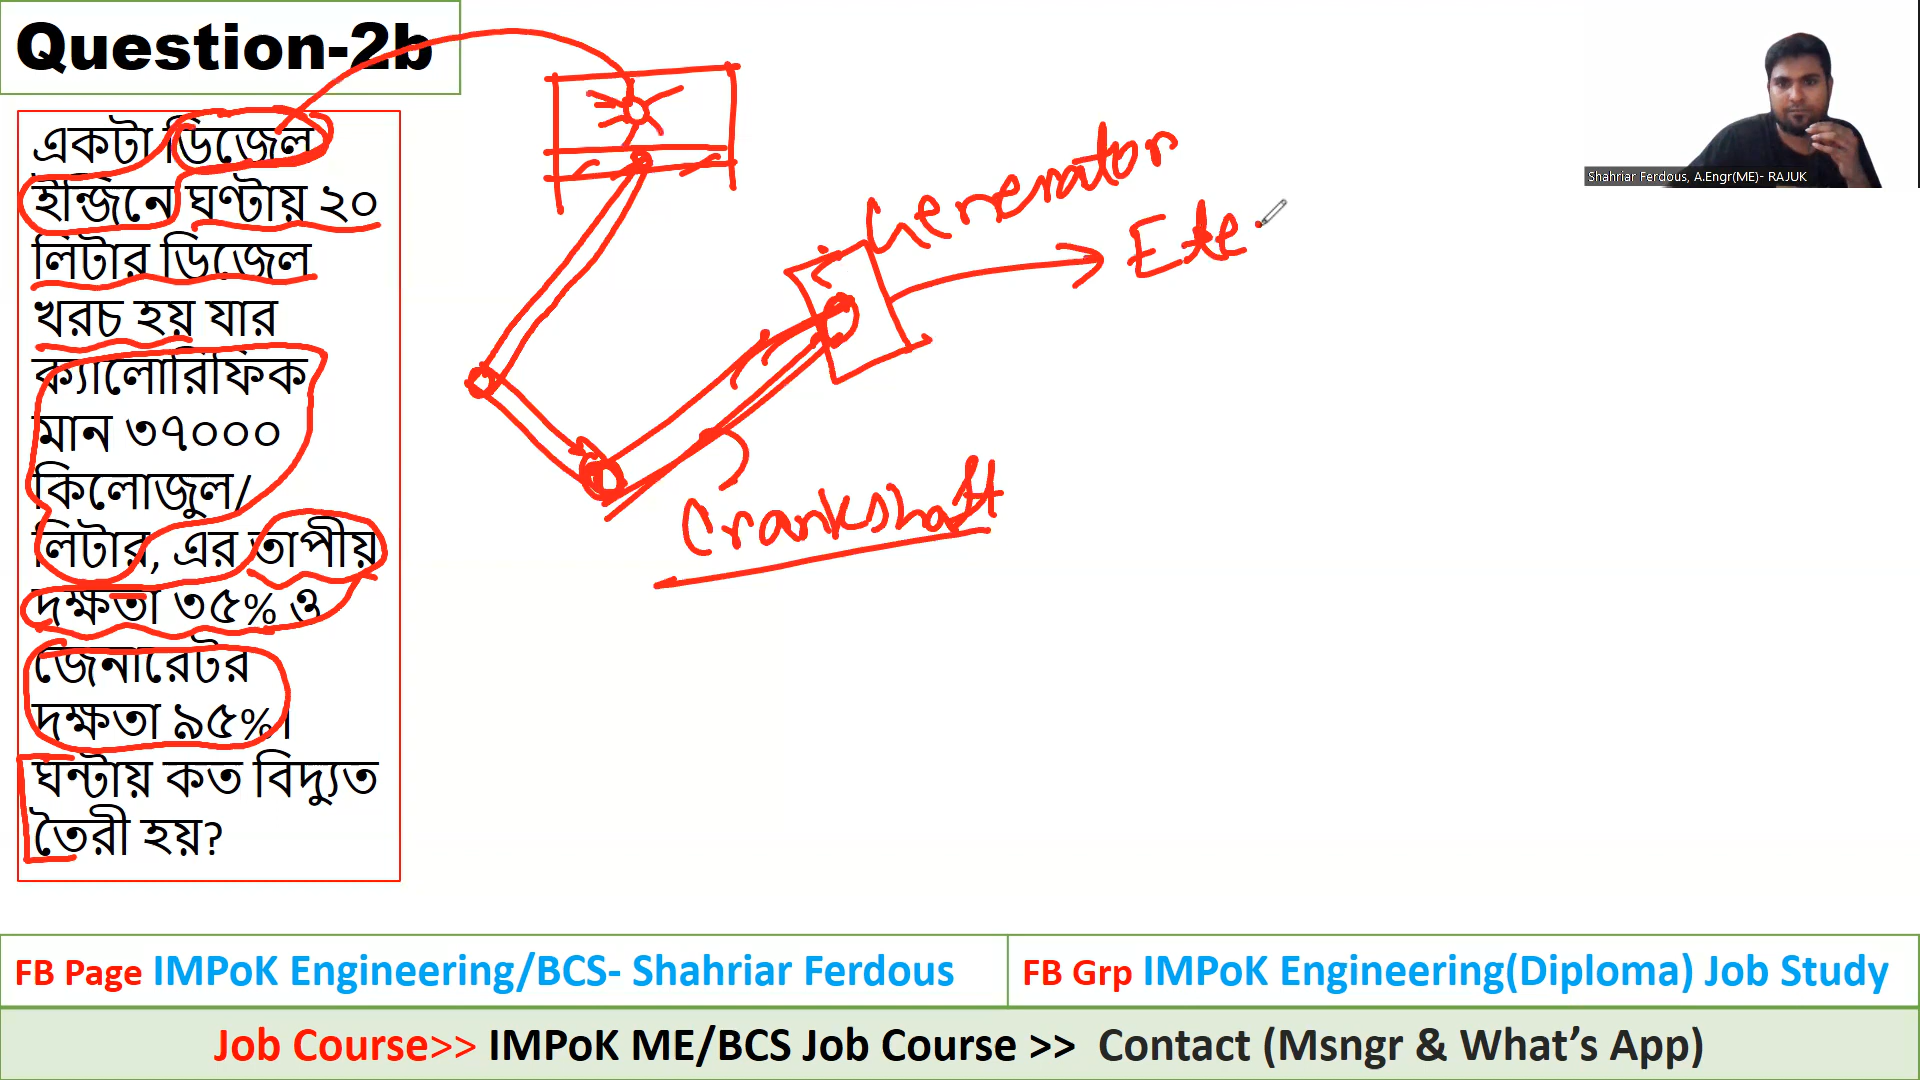 Question-2b
একটা ডিজেল
ইন্জিনে ঘণ্টায় ২০
লিটার ডিজেল
খরচ হয় যার
ক্যালোরিফিক
মান ৩৭০০০
কিলোজুল/
লিটার, এর তাপীয়
দক্ষতা ৩৫% ও
জেনারেটর
দক্ষতা ৯৫%।
ঘন্টায় কত বিদ্যুত
তৈরী হয়?
Generator
Ele
Crankshaft
Shahriar Ferdous, A.Engr(ME)- RAJUK
FB Page IMPoK Engineering/BCS- Shahriar Ferdous
FB Grp IMPoK Engineering(Diploma) Job Study
Job Course>> IMPoK ME/BCS Job Course >> Contact (Msngr & What’s App)